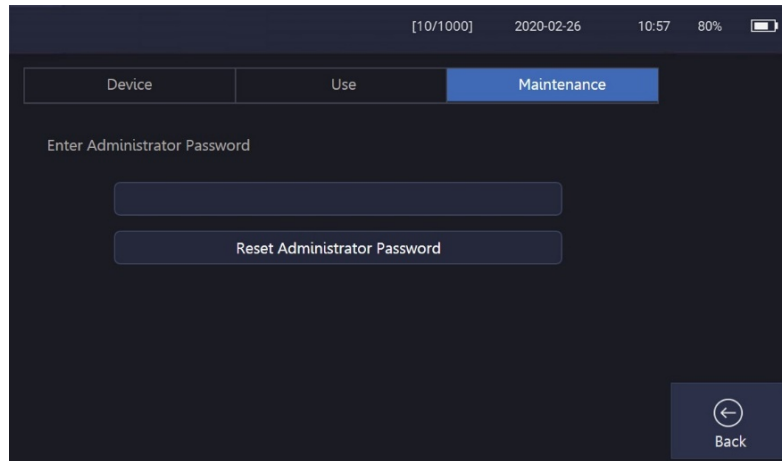 [10/1000] 2020-02-26 10:57 80%
Device Use Maintenance
Enter Administrator Password
Reset Administrator Password
Back